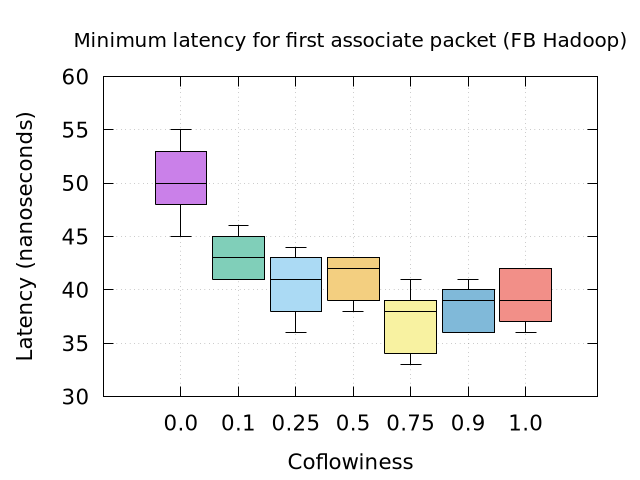 Minimum latency for first associate packet (FB Hadoop)
60
55
50
45
40
35
30
Latency (nanoseconds)
0.0 0.1 0.25 0.5 0.75 0.9 1.0
Coflowiness